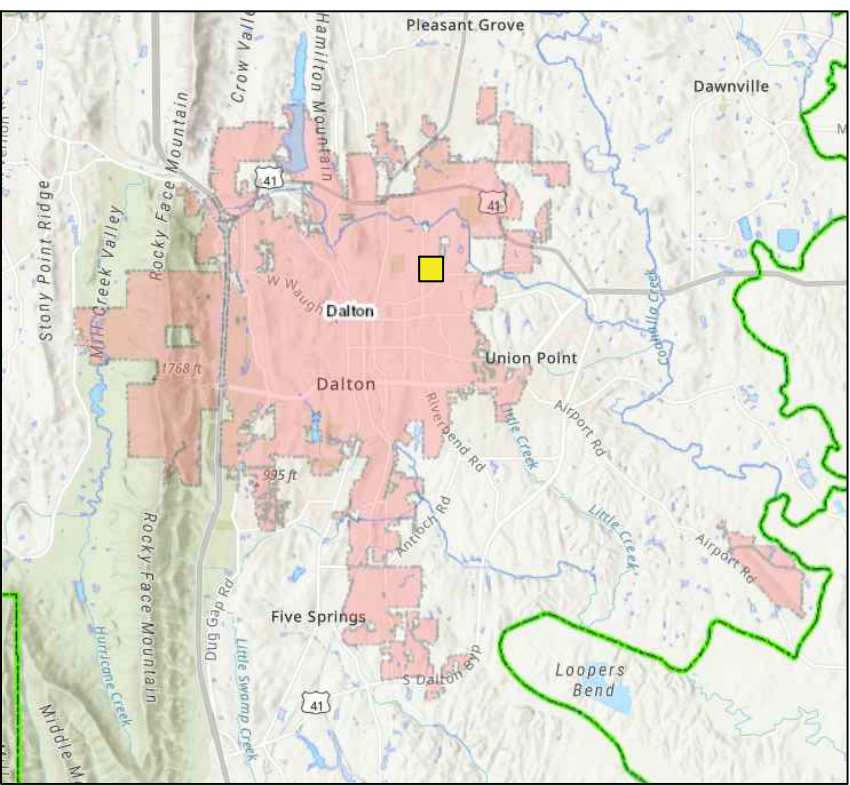 Pleasant Grove
Crow Valle
Hamilton Mountain
Dawnville
41
41
Rocky Face Mountain
Stony Point Ridge
Mill Creek Valley
W Waugh
Dalton
Coahulla Creek
Union Point
1768 ft
Dalton
Riverbend Rd
Airport Rd
ittle Creek
995 ft
Antioch Rd
Little Creek
Airport Rd
Rocky Face Mountain
Dug Gap Rd
Five Springs
Hurricane Creek
Little Swamp Creek
S Dalton Byp
Loopers
Bend
41
Middle M